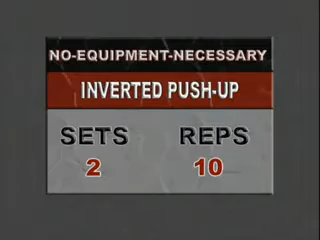 NO-EQUIPMENT-NECESSARY
INVERTED PUSH-UP
SETS REPS
2 10